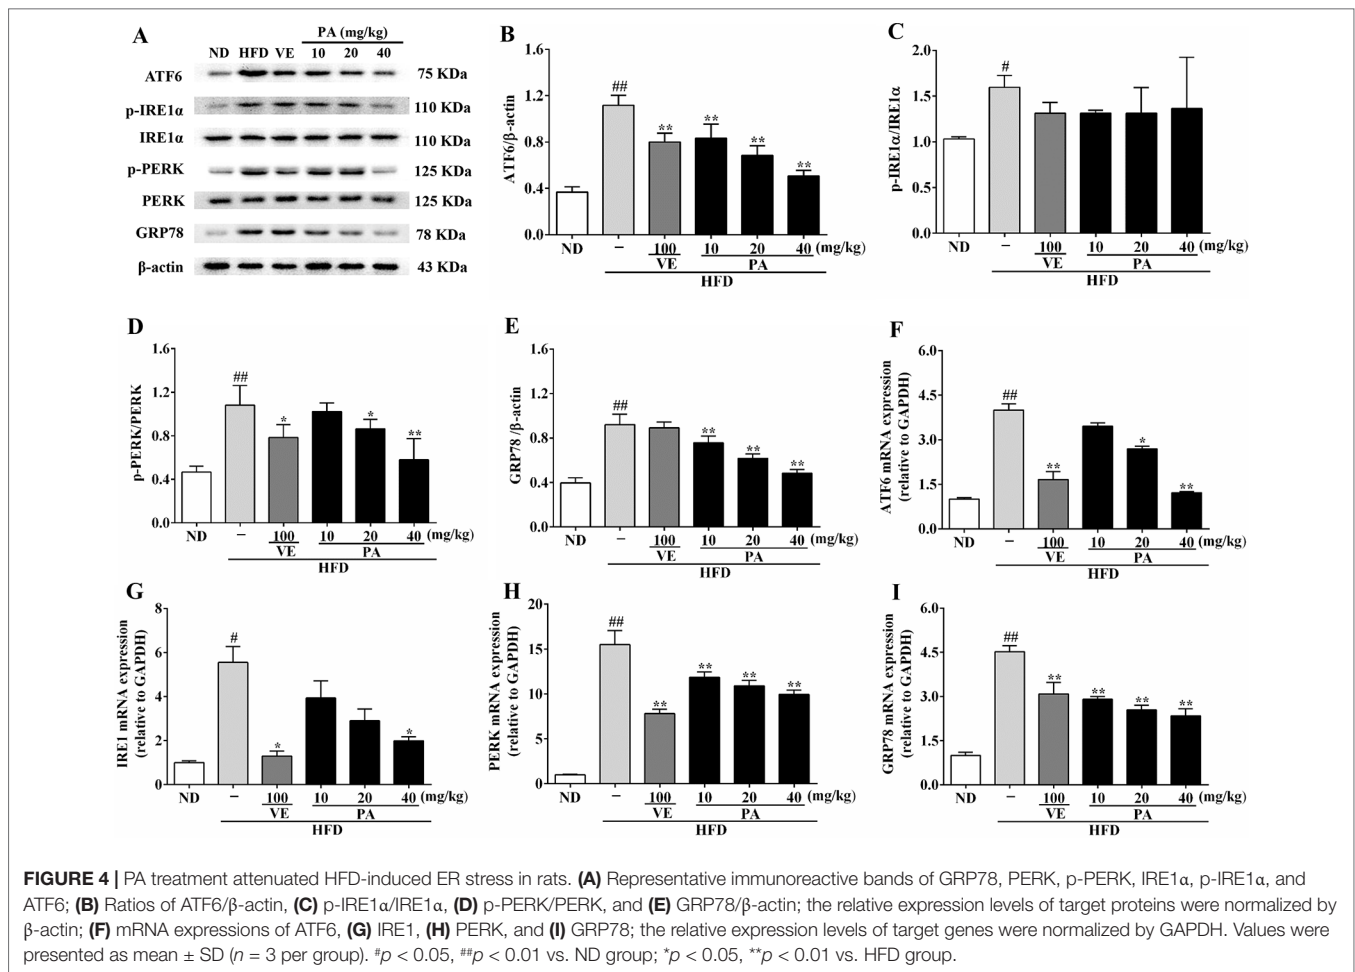 A
PA (mg/kg)
ND HFD VE 10 20 40
ATF6 75 KDa
p-IRE1α 110 KDa
IRE1α 110 KDa
p-PERK 125 KDa
PERK 125 KDa
GRP78 78 KDa
β-actin 43 KDa
B
ATF6/β-actin
1.6
1.2
0.8
0.4
0.0
## ** ** ** **
ND – 100 10 20 40 (mg/kg)
VE PA
HFD
C
p-IRE1α/IRE1α
2.0
1.5
1.0
0.5
0.0
#
ND – 100 10 20 40 (mg/kg)
VE PA
HFD
D
p-PERK/PERK
1.6
1.2
0.8
0.4
0.0
## * * **
ND – 100 10 20 40 (mg/kg)
VE PA
HFD
E
GRP78 /β-actin
1.6
1.2
0.8
0.4
0.0
## ** ** **
ND – 100 10 20 40 (mg/kg)
VE PA
HFD
F
ATF6 mRNA expression
(relative to GAPDH)
6.0
4.5
3.0
1.5
0.0
## ** * **
ND – 100 10 20 40 (mg/kg)
VE PA
HFD
G
IRE1 mRNA expression
(relative to GAPDH)
8
6
4
2
0
# * *
ND – 100 10 20 40 (mg/kg)
VE PA
HFD
H
PERK mRNA expression
(relative to GAPDH)
20
15
10
5
0
## ** ** ** **
ND – 100 10 20 40 (mg/kg)
VE PA
HFD
I
GRP78 mRNA expression
(relative to GAPDH)
6.0
4.5
3.0
1.5
0
## ** ** ** **
ND – 100 10 20 40 (mg/kg)
VE PA
HFD
FIGURE 4 | PA treatment attenuated HFD-induced ER stress in rats. (A) Representative immunoreactive bands of GRP78, PERK, p-PERK, IRE1α, p-IRE1α, and
ATF6; (B) Ratios of ATF6/β-actin, (C) p-IRE1α/IRE1α, (D) p-PERK/PERK, and (E) GRP78/β-actin; the relative expression levels of target proteins were normalized by
β-actin; (F) mRNA expressions of ATF6, (G) IRE1, (H) PERK, and (I) GRP78; the relative expression levels of target genes were normalized by GAPDH. Values were
presented as mean ± SD (n = 3 per group). #p < 0.05, ##p < 0.01 vs. ND group; *p < 0.05, **p < 0.01 vs. HFD group.